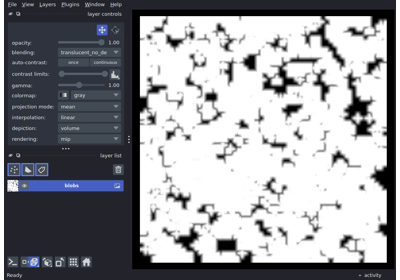 File View Layers Plugins Window Help
layer controls
opacity: 1.00
blending: translucent_no_de
auto-contrast: once continuous
contrast limits:
gamma: 1.00
colormap: gray
projection mode: mean
interpolation: linear
depiction: volume
rendering: mip
layer list
blobs
Ready activity